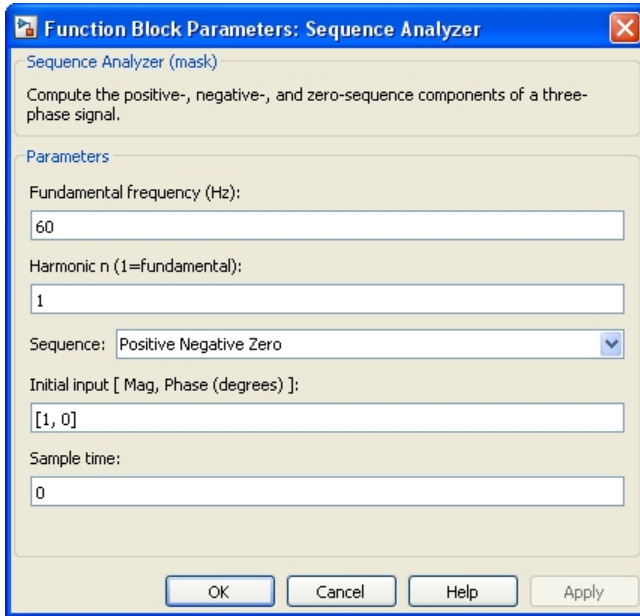 Function Block Parameters: Sequence Analyzer
Sequence Analyzer (mask)
Compute the positive-, negative-, and zero-sequence components of a three-
phase signal.
Parameters
Fundamental frequency (Hz):
60
Harmonic n (1=fundamental):
1
Sequence: Positive Negative Zero
Initial input [ Mag, Phase (degrees) ]:
[1, 0]
Sample time:
0
OK Cancel Help Apply